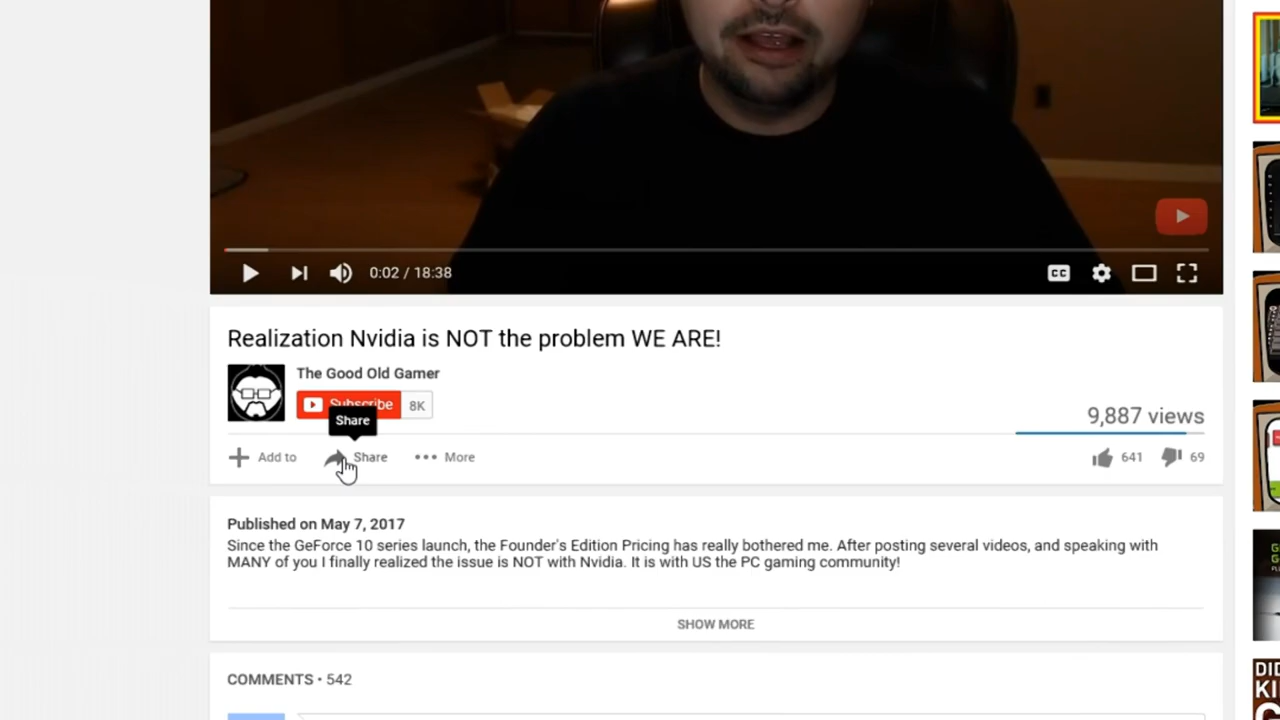 0:02 / 18:38
CC
Realization Nvidia is NOT the problem WE ARE!
The Good Old Gamer
Subscribe
8K
Share
9,887 views
Add to
Share
More
641
69
Published on May 7, 2017
Since the GeForce 10 series launch, the Founder's Edition Pricing has really bothered me. After posting several videos, and speaking with
MANY of you I finally realized the issue is NOT with Nvidia. It is with US the PC gaming community!
SHOW MORE
COMMENTS • 542
DID